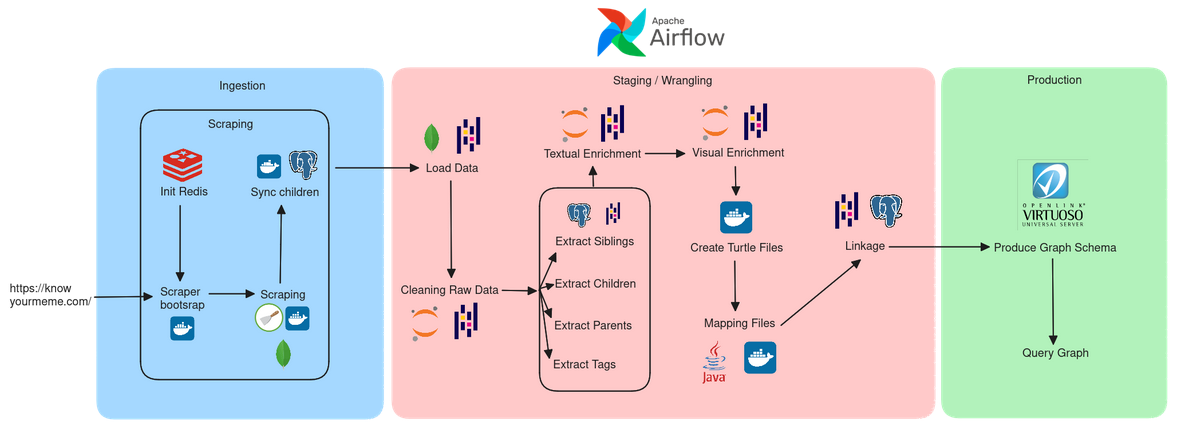 Apache
Airflow
Ingestion
Staging / Wrangling
Production
Scraping
Init Redis
Sync children
https://know
yourmeme.com/
Scraper
bootsrap
Scraping
Load Data
Cleaning Raw Data
Textual Enrichment
Visual Enrichment
Extract Siblings
Extract Children
Extract Parents
Extract Tags
Create Turtle Files
Mapping Files
Java
Linkage
OPENLINK
VIRTUOSO
UNIVERSAL SERVER
Produce Graph Schema
Query Graph